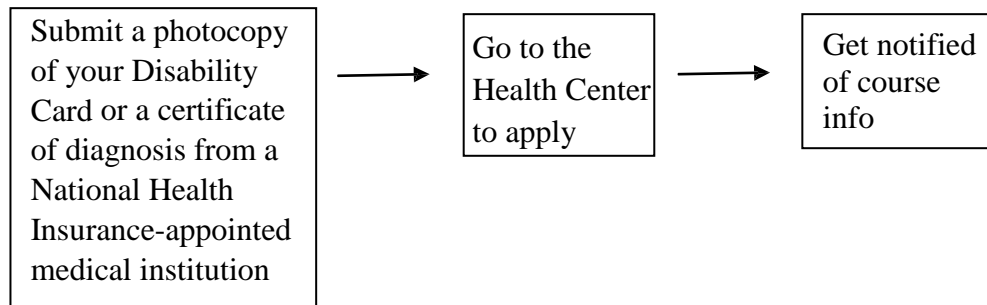 Submit a photocopy
of your Disability
Card or a certificate
of diagnosis from a
National Health
Insurance-appointed
medical institution
Go to the
Health Center
to apply
Get notified
of course
info